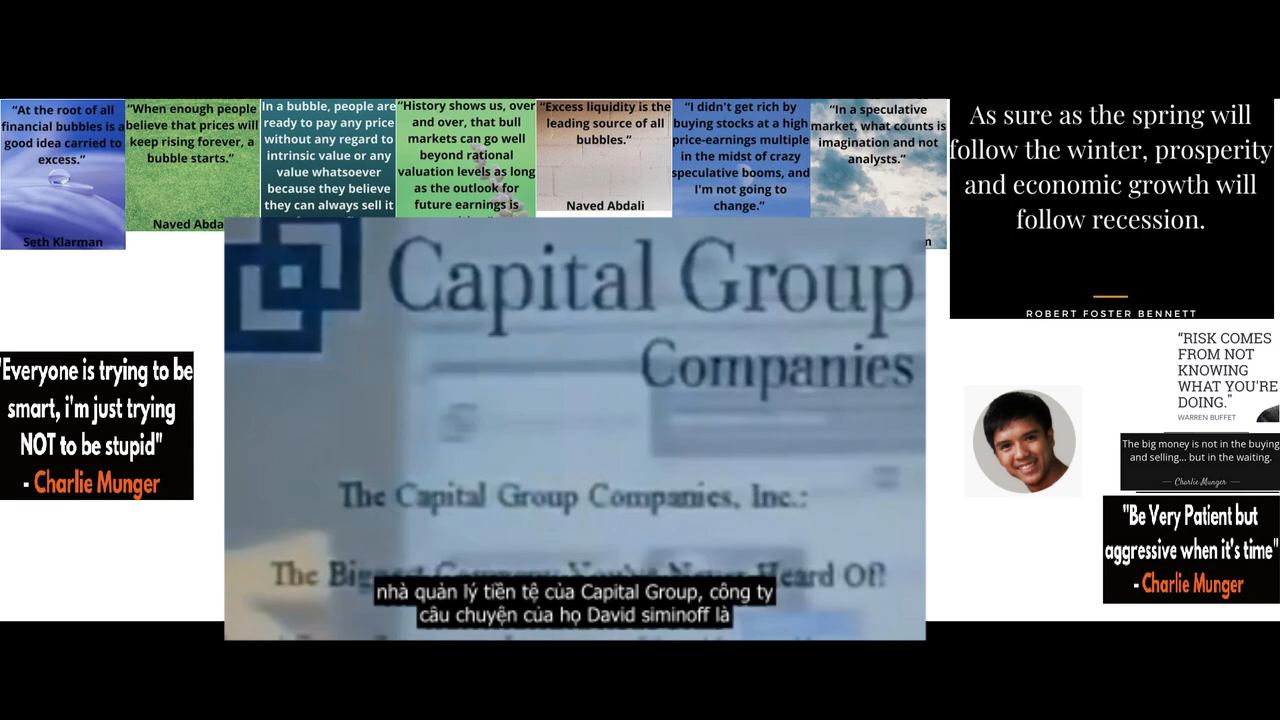 “At the root of all
financial bubbles is a
good idea carried to
excess.”
Seth Klarman
“When enough people
believe that prices will
keep rising forever, a
bubble starts.”
Naved Abda
In a bubble, people are
ready to pay any price
without any regard to
intrinsic value or any
value whatsoever
because they believe
they can always sell it
“History shows us, over
and over, that bull
markets can go well
beyond rational
valuation levels as long
as the outlook for
future earnings is
“Excess liquidity is the
leading source of all
bubbles.”
Naved Abdali
“I didn't get rich by
buying stocks at a high
price-earnings multiple
in the midst of crazy
speculative booms, and
I'm not going to
change.”
“In a speculative
market, what counts is
imagination and not
analysts.”
As sure as the spring will
follow the winter, prosperity
and economic growth will
follow recession.
ROBERT FOSTER BENNETT
"Everyone is trying to be
smart, i'm just trying
NOT to be stupid"
- Charlie Munger
Capital Group
Companies
The Capital Group Companies, Inc.:
The Biggest Company You've Never Heard Of?
nhà quản lý tiền tệ của Capital Group, công ty
câu chuyện của họ David siminoff là
“RISK COMES
FROM NOT
KNOWING
WHAT YOU'RE
DOING.”
WARREN BUFFET
The big money is not in the buying
and selling... but in the waiting.
— Charlie Munger —
"Be Very Patient but
aggressive when it's time"
- Charlie Munger